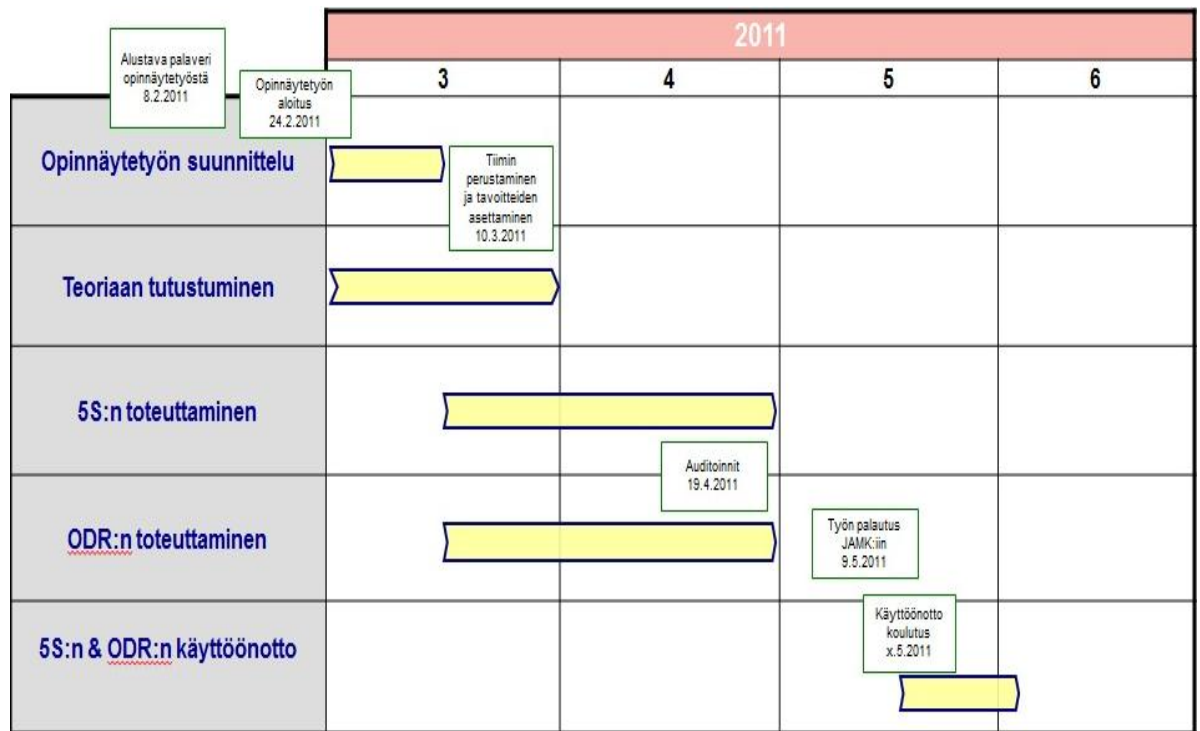 2011
3 4 5 6
Alustava palaveri
opinnäytetyöstä
8.2.2011
Opinnäytetyön
aloitus
24.2.2011
Opinnäytetyön suunnittelu
Tiimin
perustaminen
ja tavoitteiden
asettaminen
10.3.2011
Teoriaan tutustuminen
5S:n toteuttaminen
Auditoinnit
19.4.2011
ODR:n toteuttaminen
Työn palautus
JAMK:iin
9.5.2011
Käyttöönotto
koulutus
x.5.2011
5S:n & ODR:n käyttöönotto